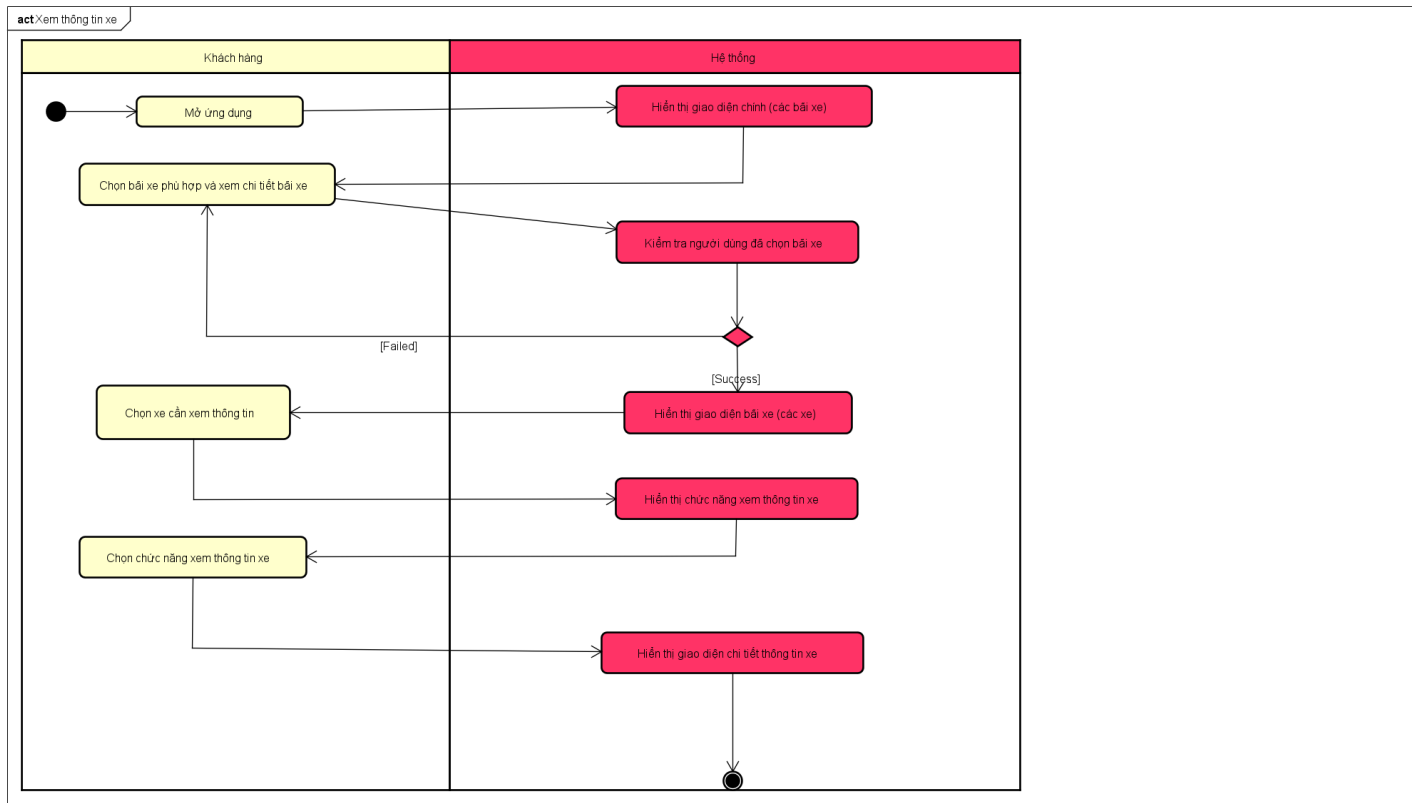 act Xem thông tin xe
Khách hàng
Hệ thống
Mở ứng dụng
Hiển thị giao diện chính (các bãi xe)
Chọn bãi xe phù hợp và xem chi tiết bãi xe
Kiểm tra người dùng đã chọn bãi xe
[Failed]
[Success]
Chọn xe cần xem thông tin
Hiển thị giao diện bãi xe (các xe)
Hiển thị chức năng xem thông tin xe
Chọn chức năng xem thông tin xe
Hiển thị giao diện chi tiết thông tin xe